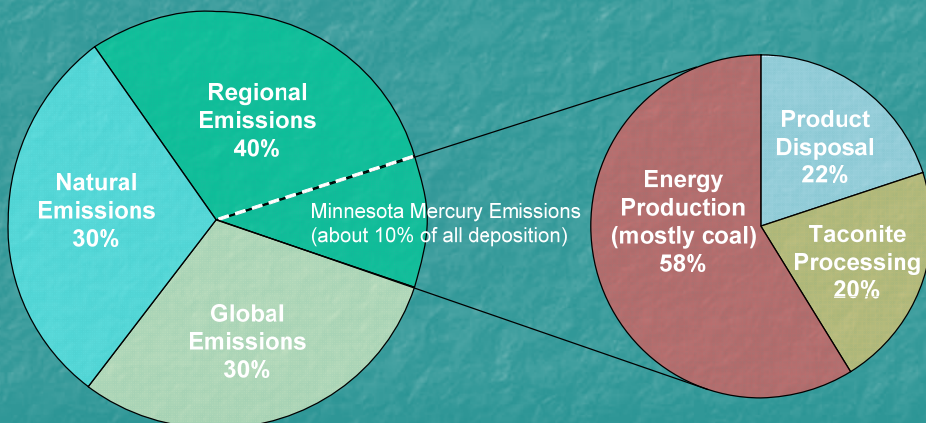 Regional
Emissions
40%
Natural
Emissions
30%
Minnesota Mercury Emissions
(about 10% of all deposition)
Global
Emissions
30%
Product
Disposal
22%
Energy
Production
(mostly coal)
58%
Taconite
Processing
20%